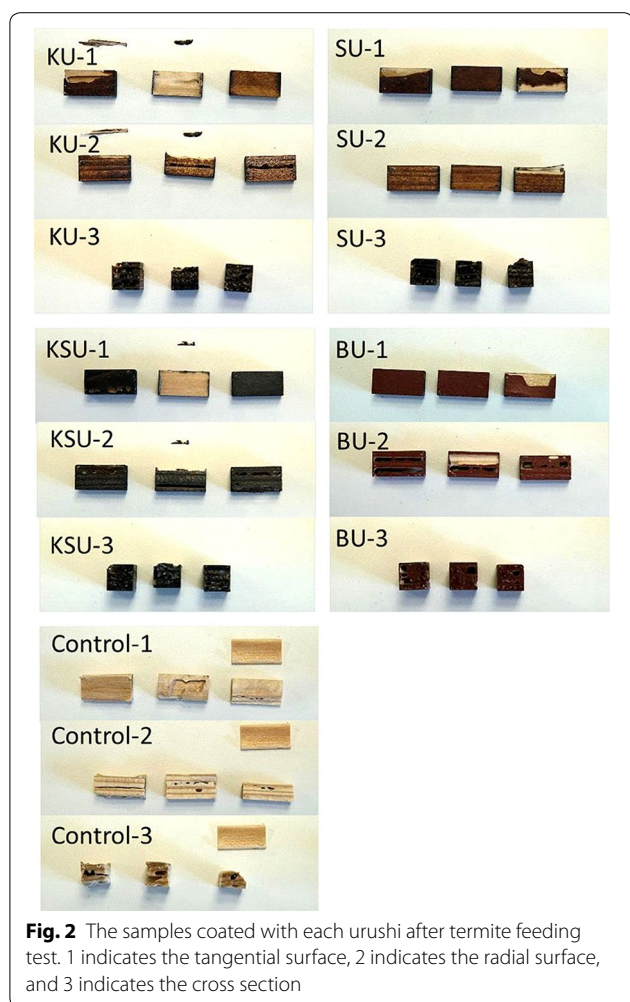 KU-1
KU-2
KU-3
SU-1
SU-2
SU-3
KSU-1
KSU-2
KSU-3
BU-1
BU-2
BU-3
Control-1
Control-2
Control-3
Fig. 2 The samples coated with each urushi after termite feeding
test. 1 indicates the tangential surface, 2 indicates the radial surface,
and 3 indicates the cross section